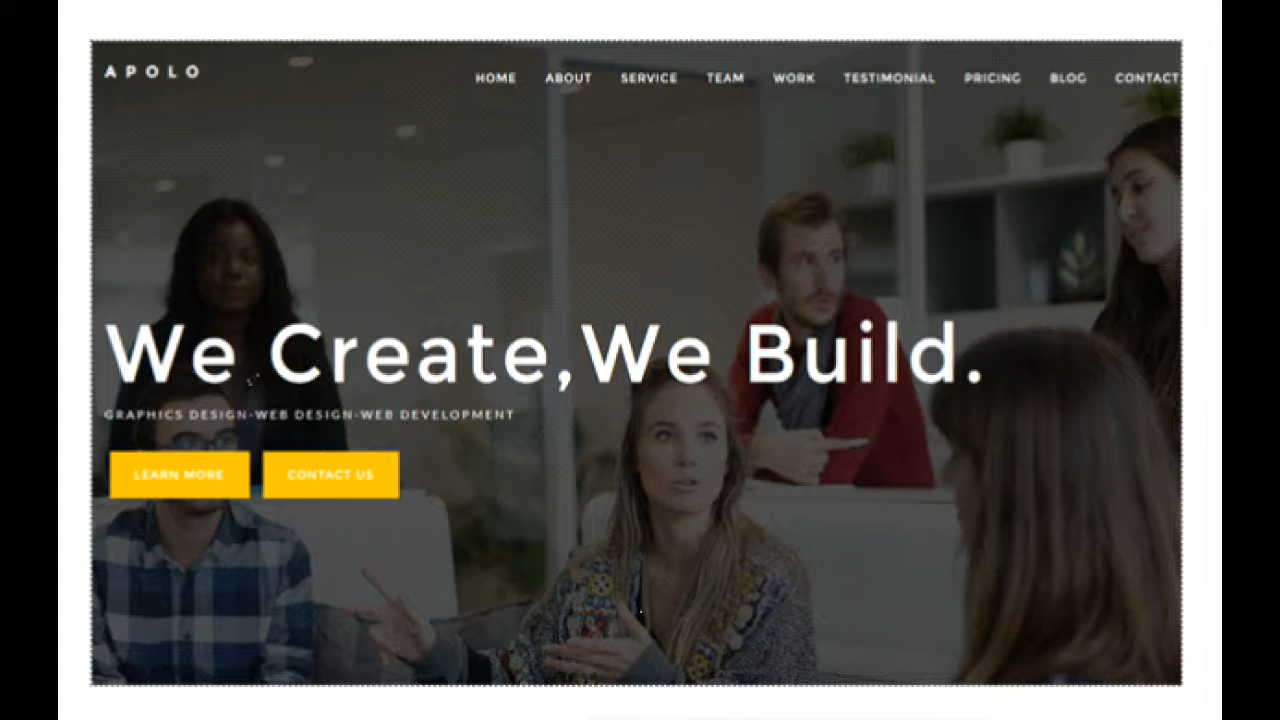 APOLO
HOME ABOUT SERVICE TEAM WORK TESTIMONIAL PRICING BLOG CONTACT
We Create,We Build.
GRAPHICS DESIGN-WEB DESIGN-WEB DEVELOPMENT
LEARN MORE CONTACT US